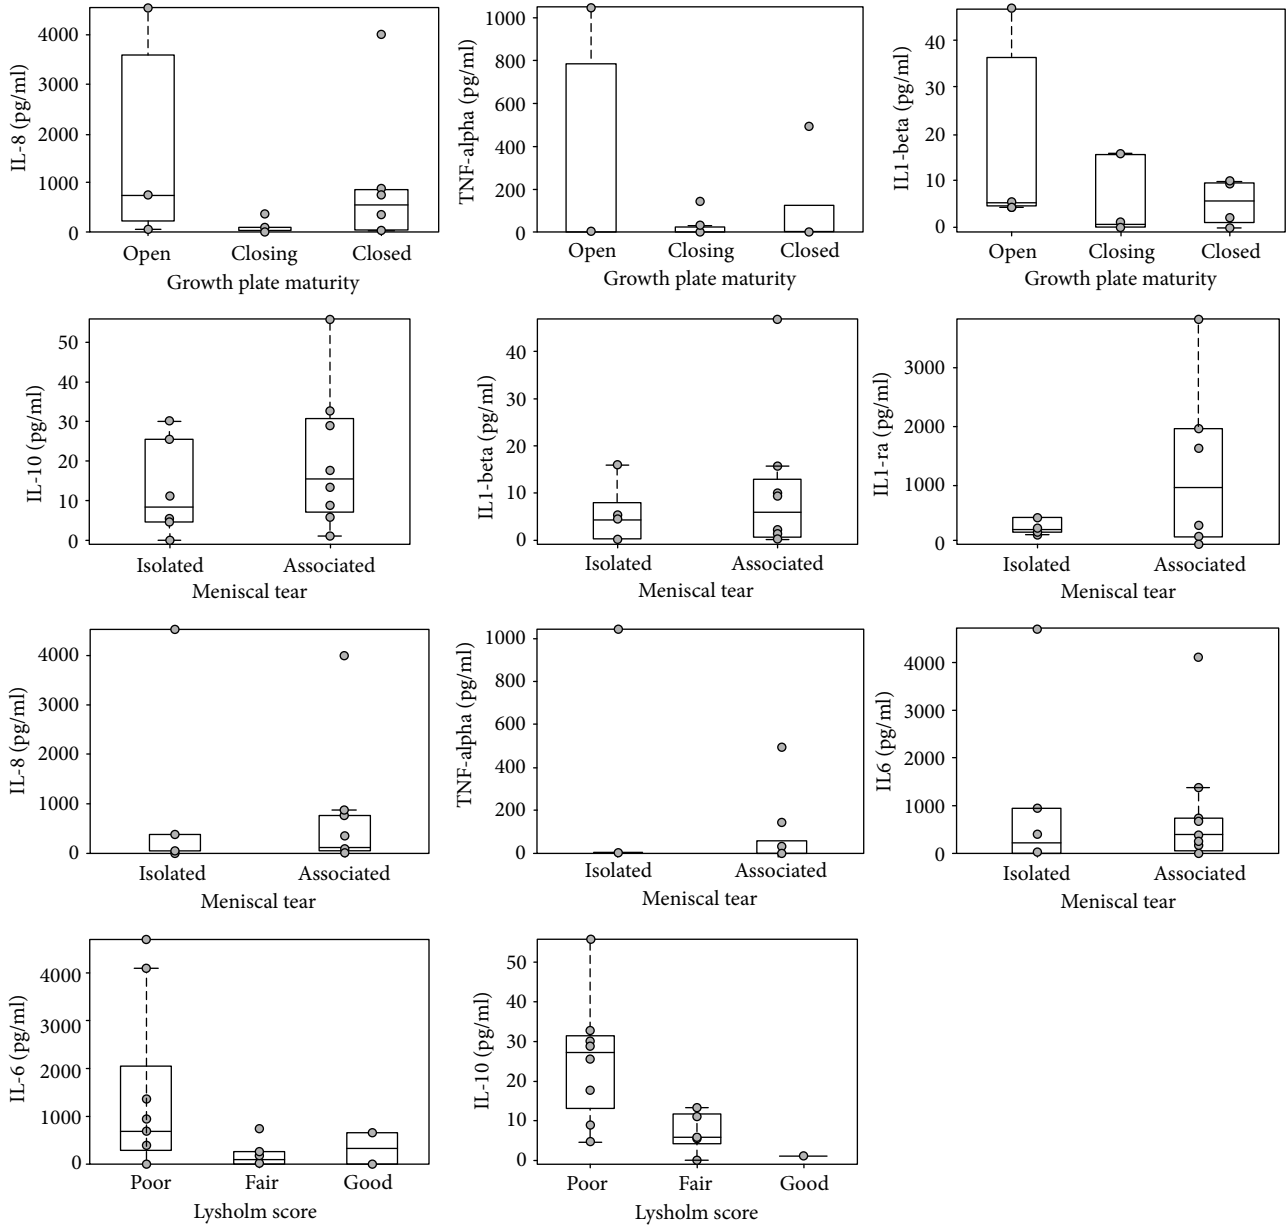 IL-8 (pg/ml)
4000
3000
2000
1000
0
Open Closing Closed
Growth plate maturity
TNF-alpha (pg/ml)
1000
800
600
400
200
0
Open Closing Closed
Growth plate maturity
IL1-beta (pg/ml)
40
30
20
10
0
Open Closing Closed
Growth plate maturity
IL-10 (pg/ml)
50
40
30
20
10
0
Isolated Associated
Meniscal tear
IL1-beta (pg/ml)
40
20
10
0
Isolated Associated
Meniscal tear
IL1-ra (pg/ml)
3000
2000
1000
0
Isolated Associated
Meniscal tear
IL-8 (pg/ml)
4000
3000
2000
1000
0
Isolated Associated
Meniscal tear
TNF-alpha (pg/ml)
1000
800
600
400
200
0
Isolated Associated
Meniscal tear
IL6 (pg/ml)
4000
3000
2000
1000
0
Isolated Associated
Meniscal tear
IL-6 (pg/ml)
4000
3000
2000
1000
0
Poor Fair Good
Lysholm score
IL-10 (pg/ml)
50
40
30
20
10
0
Poor Fair Good
Lysholm score